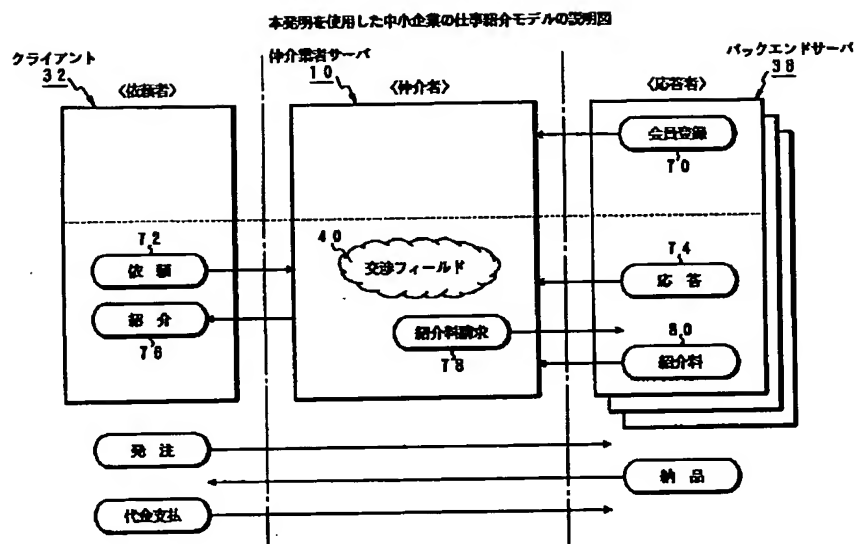 本発明を使用した中小企業の仕事紹介モデルの説明図
クライアント
32
仲介業者サーバ
10
バックエンドサーバ
38
〈依頼者〉
〈仲介名〉
〈応答者〉
会員登録
70
72
依頼
40
交渉フィールド
74
応答
紹介
76
紹介料請求
78
80
紹介料
発注
納品
代金支払